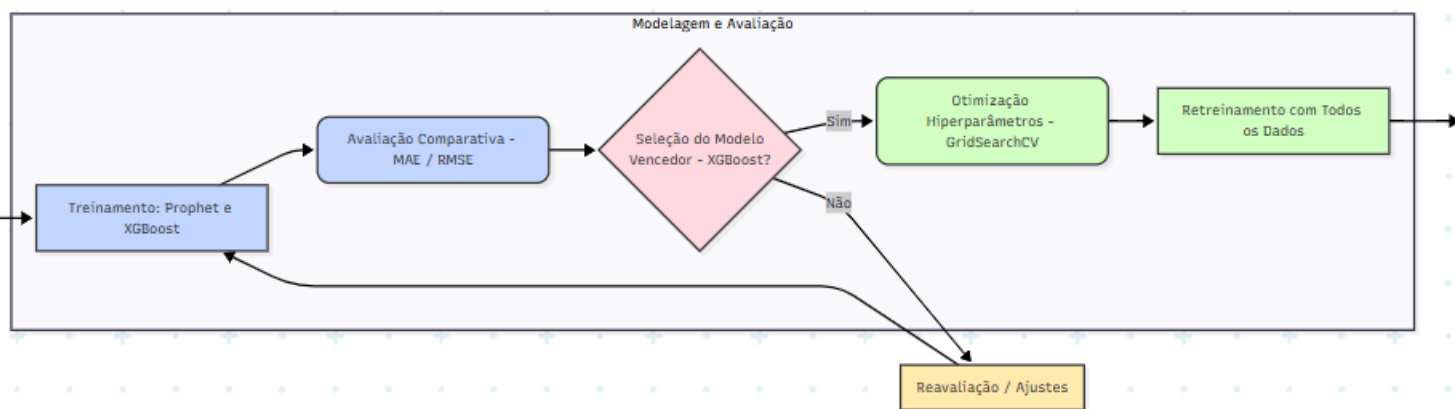 Modelagem e Avaliação
Treinamento: Prophet e
XGBoost
Avaliação Comparativa -
MAE / RMSE
Seleção do Modelo
Vencedor - XGBoost?
Sim
Otimização
Hiperparâmetros -
GridSearchCV
Retreinamento com Todos
os Dados
Não
Reavaliação / Ajustes